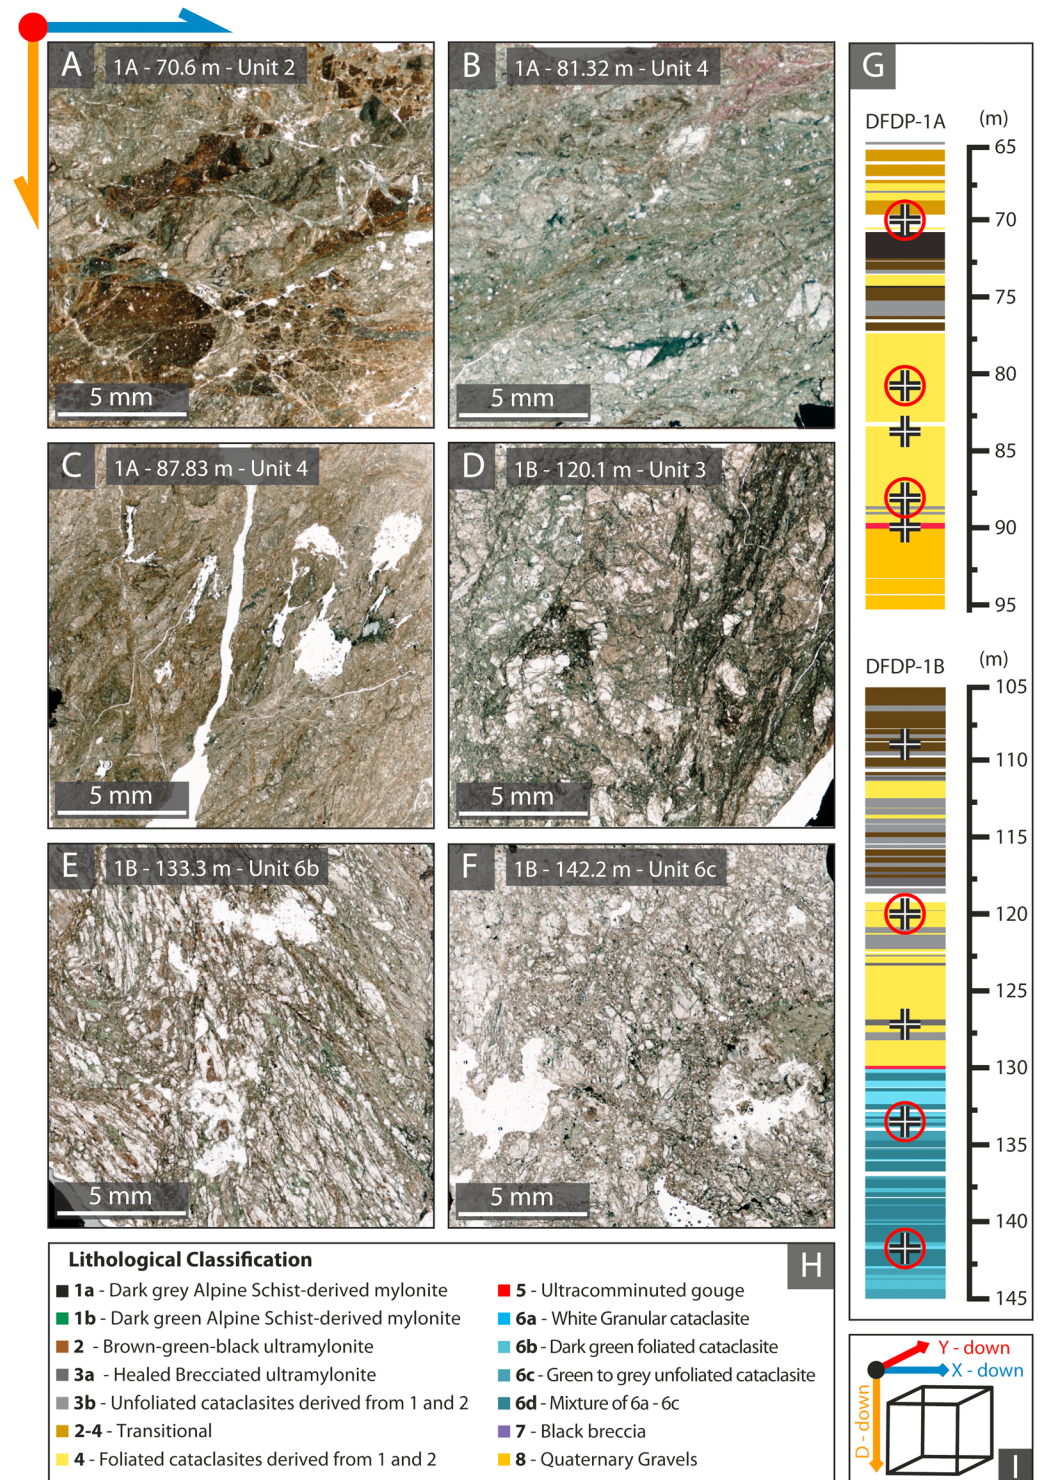 A
1A - 70.6 m - Unit 2
5 mm
B
1A - 81.32 m - Unit 4
5 mm
C
1A - 87.83 m - Unit 4
5 mm
D
1B - 120.1 m - Unit 3
5 mm
E
1B - 133.3 m - Unit 6b
5 mm
F
1B - 142.2 m - Unit 6c
5 mm
G
DFDP-1A
(m)
65
70
75
80
85
90
95
DFDP-1B
(m)
105
110
115
120
125
130
135
140
145
H
Lithological Classification
1a - Dark grey Alpine Schist-derived mylonite
1b - Dark green Alpine Schist-derived mylonite
2 - Brown-green-black ultramylonite
3a - Healed Brecciated ultramylonite
3b - Unfoliated cataclasites derived from 1 and 2
2-4 - Transitional
4 - Foliated cataclasites derived from 1 and 2
5 - Ultracomminuted gouge
6a - White Granular cataclasite
6b - Dark green foliated cataclasite
6c - Green to grey unfoliated cataclasite
6d - Mixture of 6a - 6c
7 - Black breccia
8 - Quaternary Gravels
Y - down
X - down
D - down
I